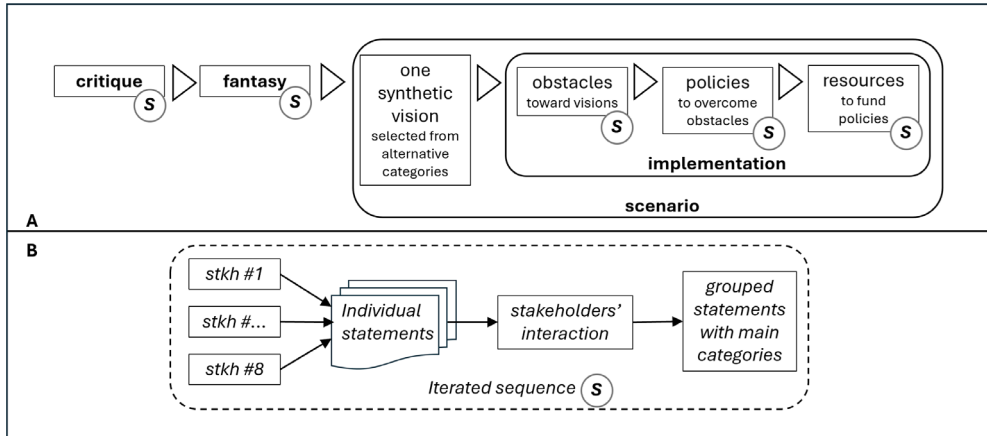 critique
S
fantasy
S
one
synthetic
vision
selected from
alternative
categories
obstacles
toward visions
S
policies
to overcome
obstacles
S
resources
to fund
policies
S
implementation
scenario
A
B
stkh #1
stkh #...
stkh #8
Individual
statements
stakeholders’
interaction
grouped
statements
with main
categories
Iterated sequence S